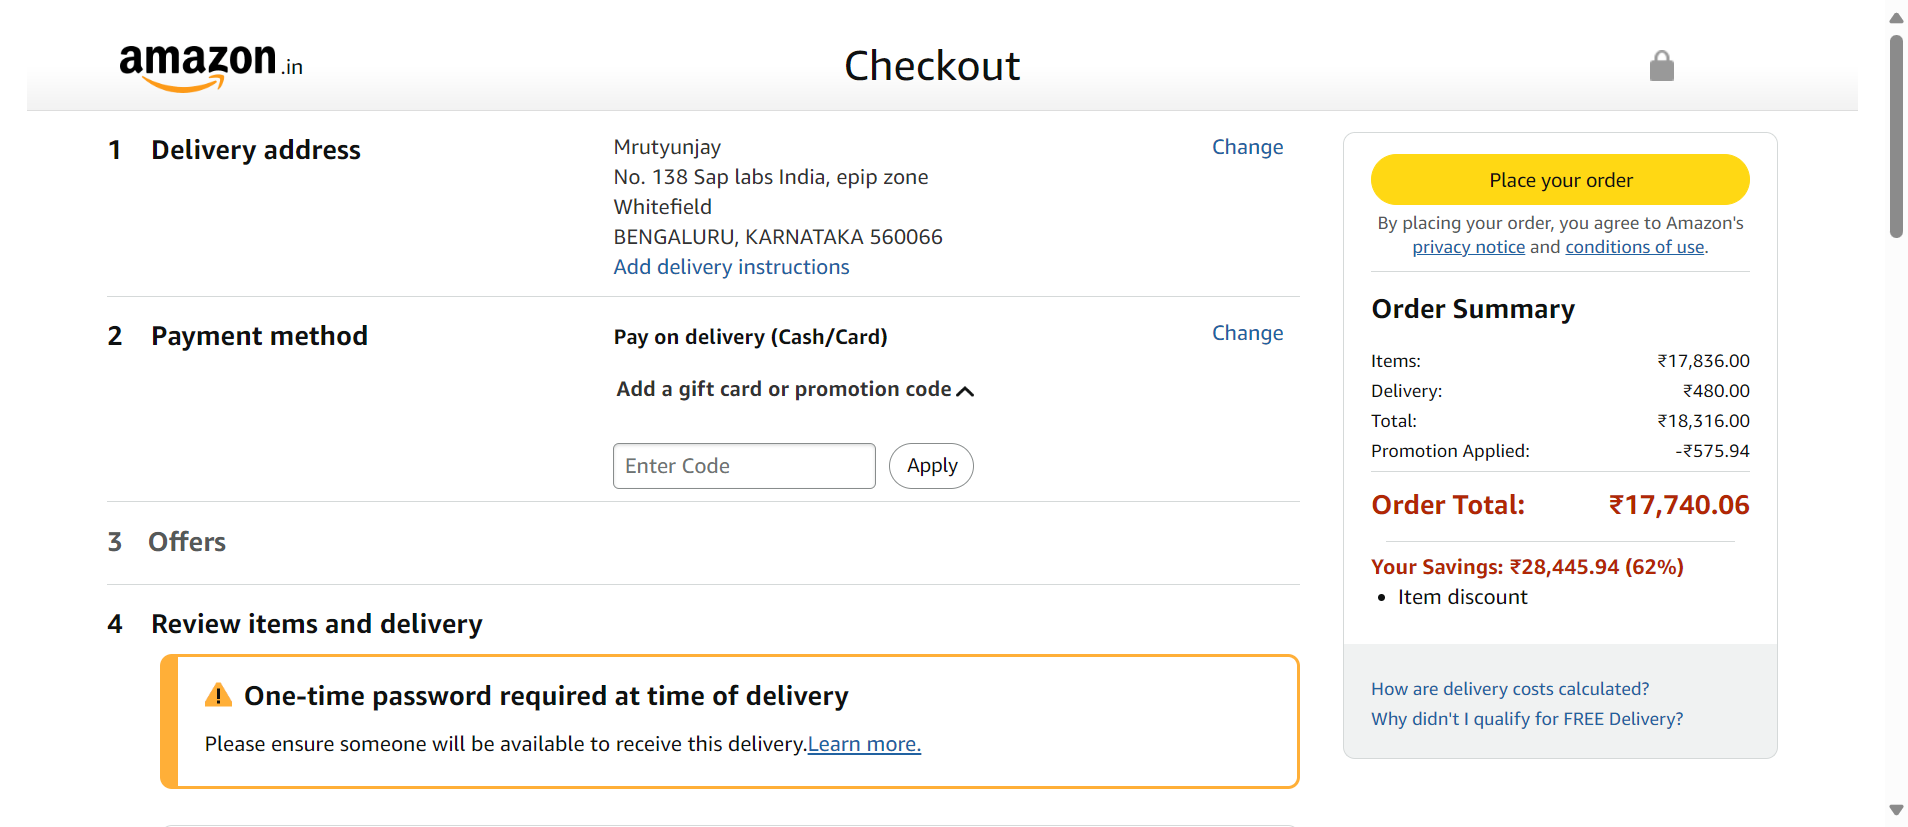 amazon.in
Checkout
1 Delivery address
Mrutyunjay
No. 138 Sap labs India, epip zone
Whitefield
BENGALURU, KARNATAKA 560066
Add delivery instructions
Change
2 Payment method
Pay on delivery (Cash/Card)
Change
Add a gift card or promotion code
Enter Code
Apply
3 Offers
4 Review items and delivery
One-time password required at time of delivery
Please ensure someone will be available to receive this delivery.Learn more.
Place your order
By placing your order, you agree to Amazon's
privacy notice and conditions of use.
Order Summary
Items: ₹17,836.00
Delivery: ₹480.00
Total: ₹18,316.00
Promotion Applied: -₹575.94
Order Total: ₹17,740.06
Your Savings: ₹28,445.94 (62%)
• Item discount
How are delivery costs calculated?
Why didn't I qualify for FREE Delivery?